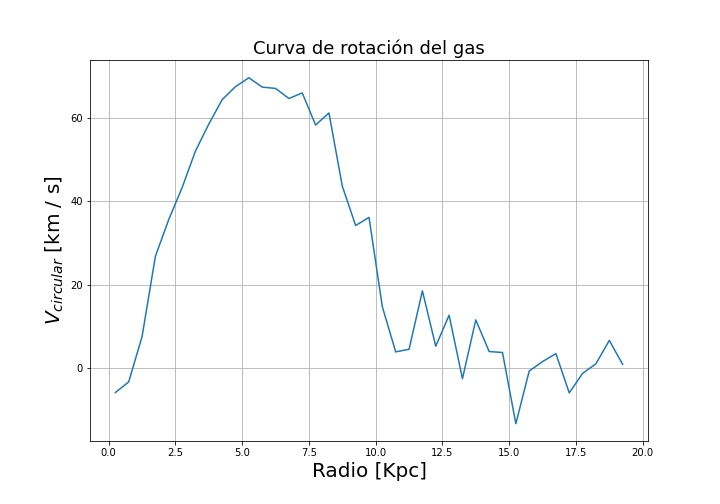 Curva de rotación del gas
V_circular [km / s]
60
40
20
0
0.0 2.5 5.0 7.5 10.0 12.5 15.0 17.5 20.0
Radio [Kpc]